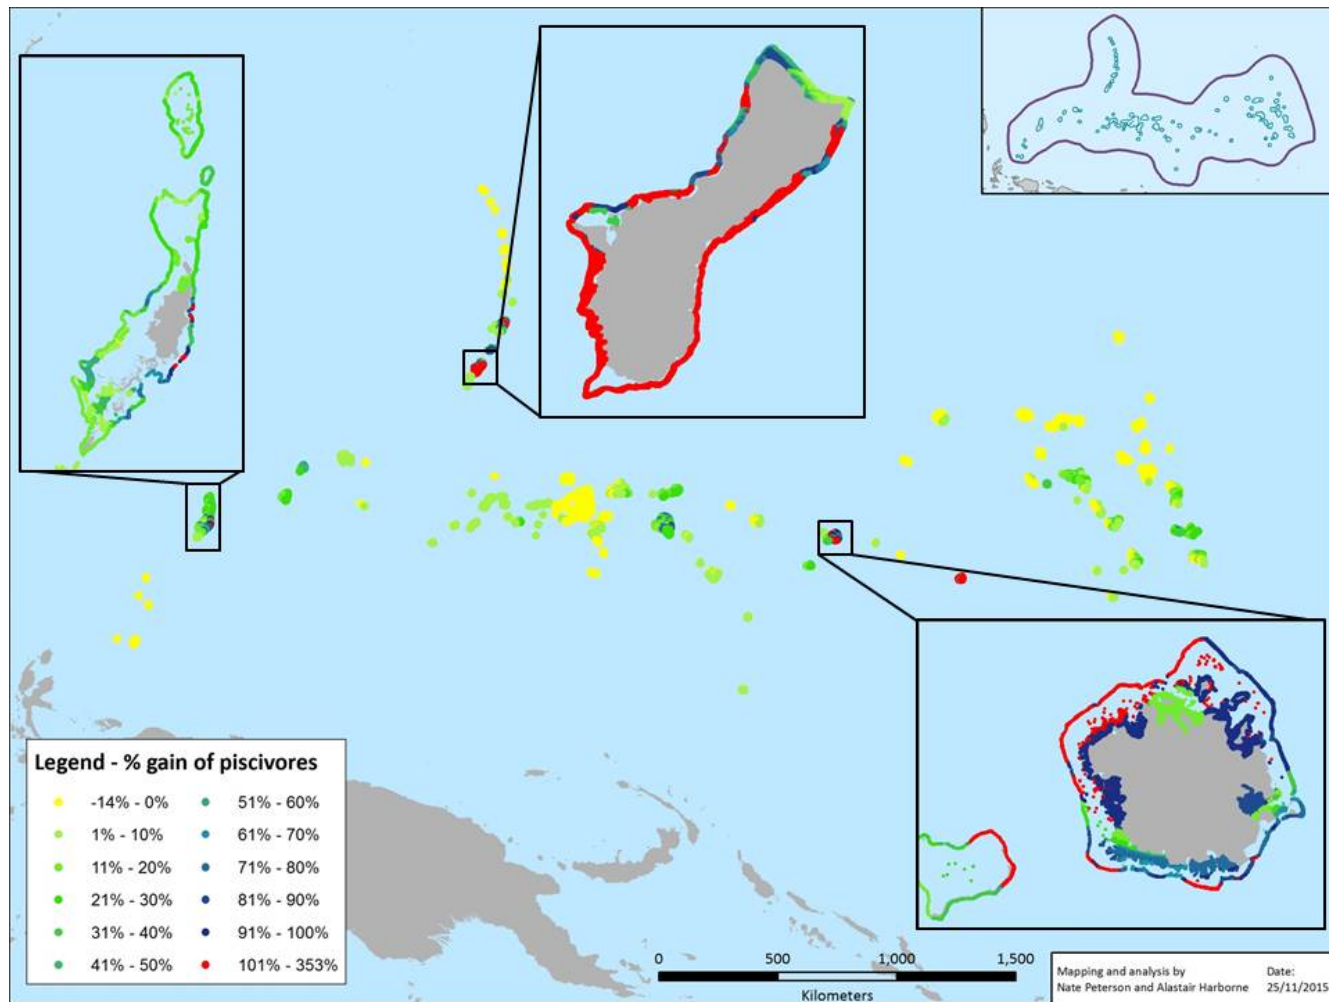 Legend - % gain of piscivores
-14% - 0%
1% - 10%
11% - 20%
21% - 30%
31% - 40%
41% - 50%
51% - 60%
61% - 70%
71% - 80%
81% - 90%
91% - 100%
101% - 353%
0
500
1,000
1,500
Kilometers
Mapping and analysis by
Nate Peterson and Alastair Harborne
Date:
25/11/2015